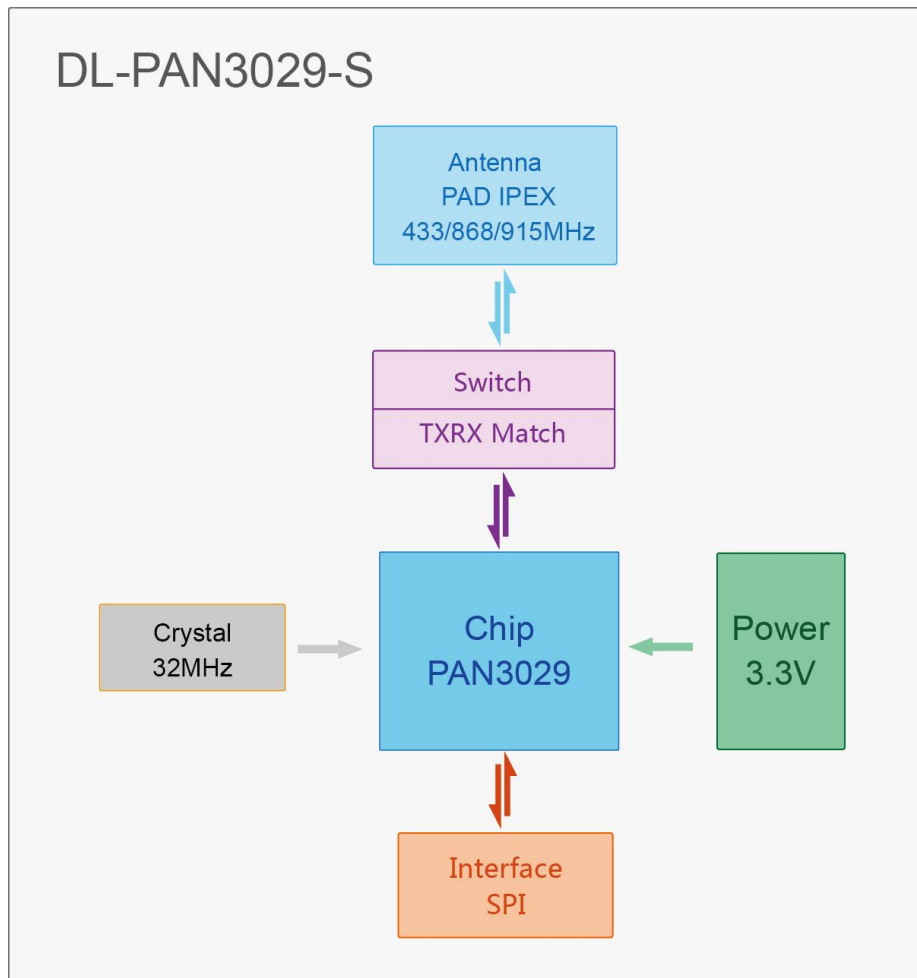 DL-PAN3029-S
Antenna
PAD IPEX
433/868/915MHz
Switch
TXRX Match
Crystal
32MHz
Chip
PAN3029
Power
3.3V
Interface
SPI